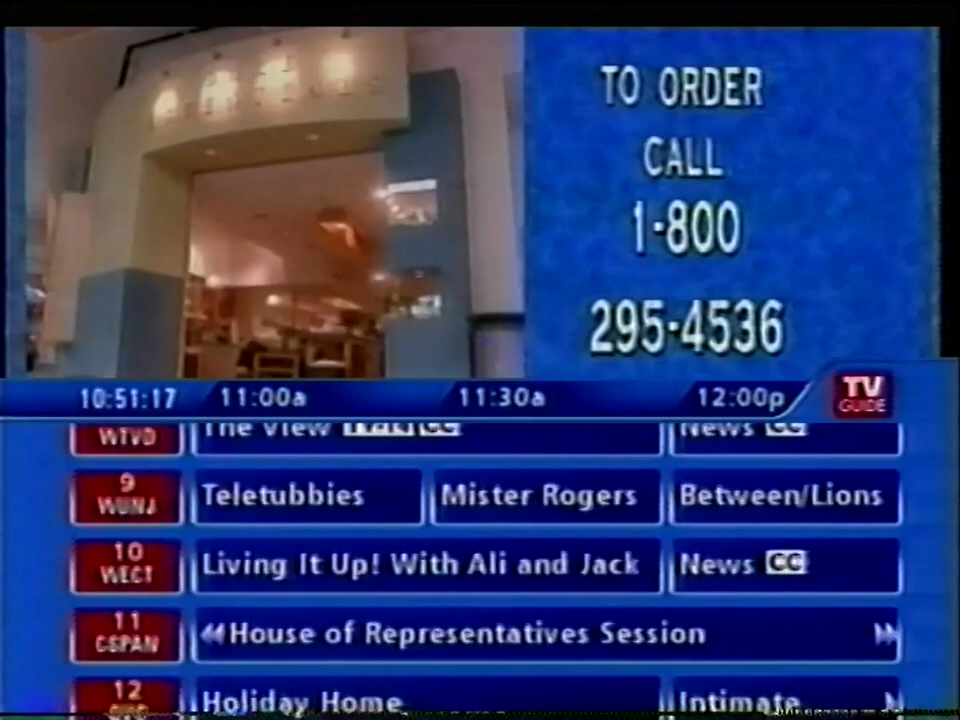 TO ORDER
CALL
1-800
295-4536
10:51:17 11:00a 11:30a 12:00p TV GUIDE
WTVD The View CC News CC
9 WUNJ Teletubbies Mister Rogers Between/Lions
10 WECT Living It Up! With Ali and Jack News CC
11 CSPAN House of Representatives Session
12 Holiday Home Intimate